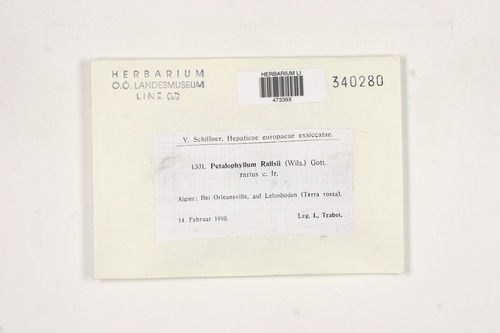 HERBARIUM
O.Ö. LANDESMUSEUM
LINZ
HERBARIUM LI
47339X
340280
V. Schiffner, Hepaticae europaeae exsiccatae.
1331. Petalophyllum Ralfsii (Wils.) Gott.
rarius c. fr.
Algier: Bei Orleansville, auf Lehmboden (Terra rossa).
14. Februar 1910.
Leg. L. Trabut.